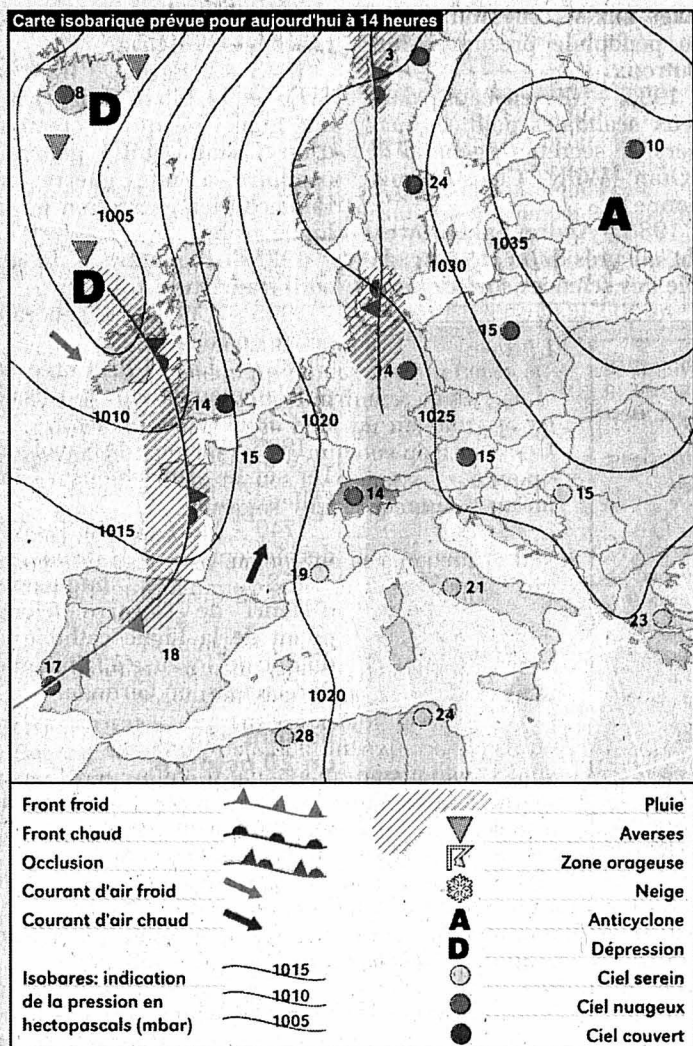 Carte isobarique prévue pour aujourd'hui à 14 heures
3
8
D
10
24
A
1005
1035
1030
D
15
14
1010
14
1020
1025
15
15
14
15
1015
19
21
23
18
17
1020
24
28
Front froid
Front chaud
Occlusion
Courant d'air froid
Courant d'air chaud
Isobares: indication
de la pression en
hectopascals (mbar)
1015
1010
1005
Pluie
Averses
Zone orageuse
Neige
A Anticyclone
D Dépression
Ciel serein
Ciel nuageux
Ciel couvert